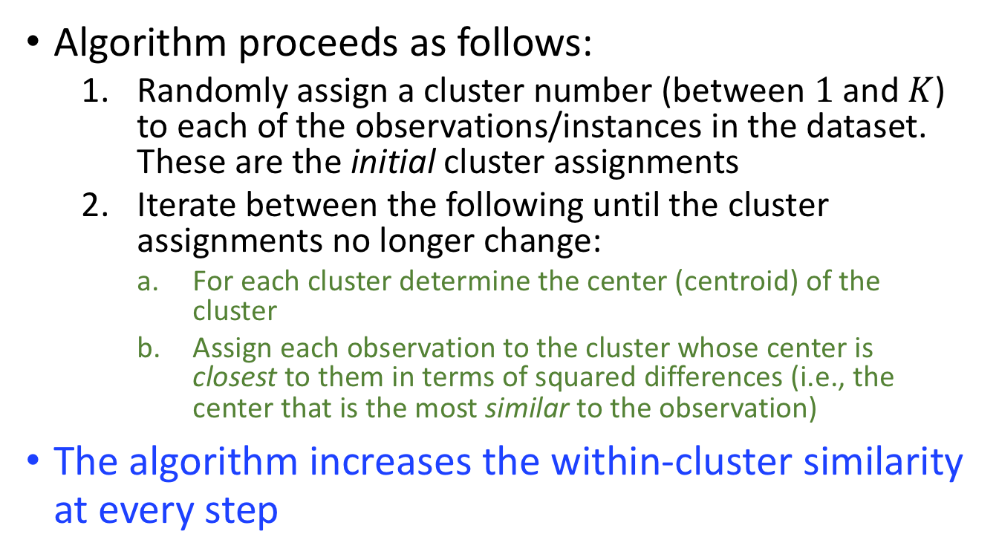 • Algorithm proceeds as follows:
1. Randomly assign a cluster number (between 1 and K)
to each of the observations/instances in the dataset.
These are the initial cluster assignments
2. Iterate between the following until the cluster
assignments no longer change:
a. For each cluster determine the center (centroid) of the
cluster
b. Assign each observation to the cluster whose center is
closest to them in terms of squared differences (i.e., the
center that is the most similar to the observation)
• The algorithm increases the within-cluster similarity
at every step